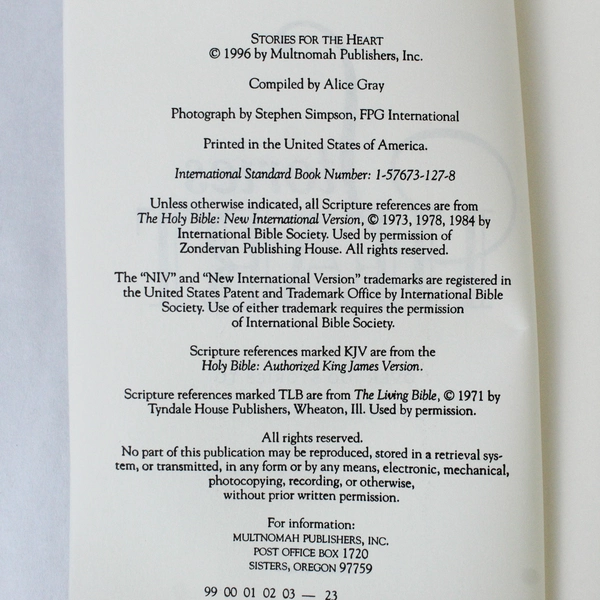 STORIES FOR THE HEART
© 1996 by Multnomah Publishers, Inc.
Compiled by Alice Gray
Photograph by Stephen Simpson, FPG International
Printed in the United States of America.
International Standard Book Number: 1-57673-127-8
Unless otherwise indicated, all Scripture references are from
The Holy Bible: New International Version, © 1973, 1978, 1984 by
International Bible Society. Used by permission of
Zondervan Publishing House. All rights reserved.
The “NIV” and “New International Version” trademarks are registered in
the United States Patent and Trademark Office by International Bible
Society. Use of either trademark requires the permission
of International Bible Society.
Scripture references marked KJV are from the
Holy Bible: Authorized King James Version.
Scripture references marked TLB are from The Living Bible, © 1971 by
Tyndale House Publishers, Wheaton, Ill. Used by permission.
All rights reserved.
No part of this publication may be reproduced, stored in a retrieval sys-
tem, or transmitted, in any form or by any means, electronic, mechanical,
photocopying, recording, or otherwise,
without prior written permission.
For information:
MULTNOMAH PUBLISHERS, INC.
POST OFFICE BOX 1720
SISTERS, OREGON 97759
99 00 01 02 03 — 23